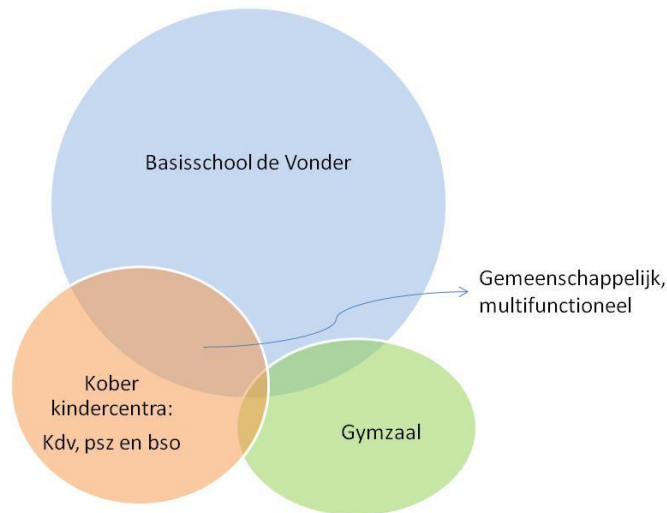 Basisschool de Vonder
Gemeenschappelijk,
multifunctioneel
Kober
kindercentra:
Kdv, psz en bso
Gymzaal